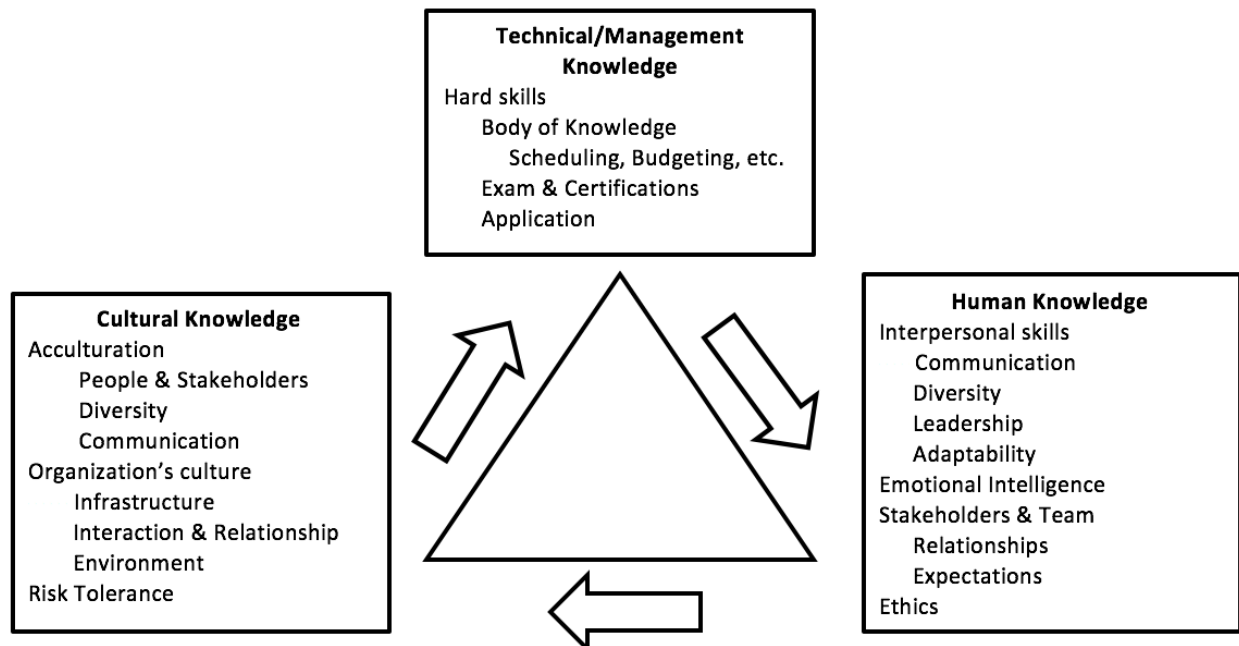 Technical/Management
Knowledge
Hard skills
Body of Knowledge
Scheduling, Budgeting, etc.
Exam & Certifications
Application
Cultural Knowledge
Acculturation
People & Stakeholders
Diversity
Communication
Organization's culture
Infrastructure
Interaction & Relationship
Environment
Risk Tolerance
Human Knowledge
Interpersonal skills
Communication
Diversity
Leadership
Adaptability
Emotional Intelligence
Stakeholders & Team
Relationships
Expectations
Ethics